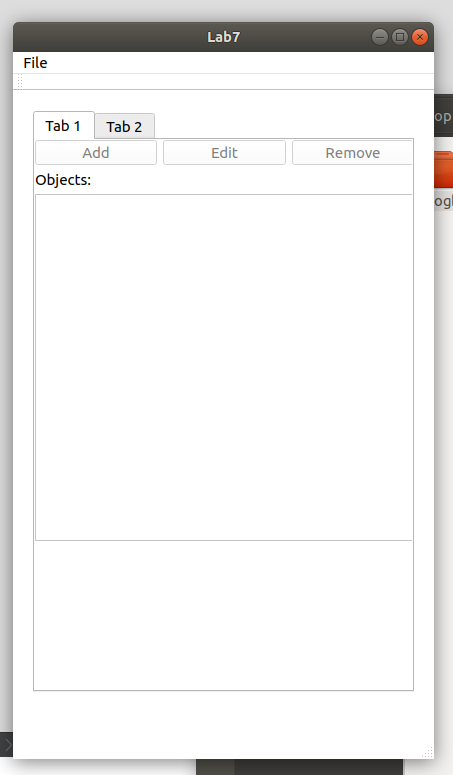 Lab7
File
Tab 1 Tab 2
Add Edit Remove
Objects: